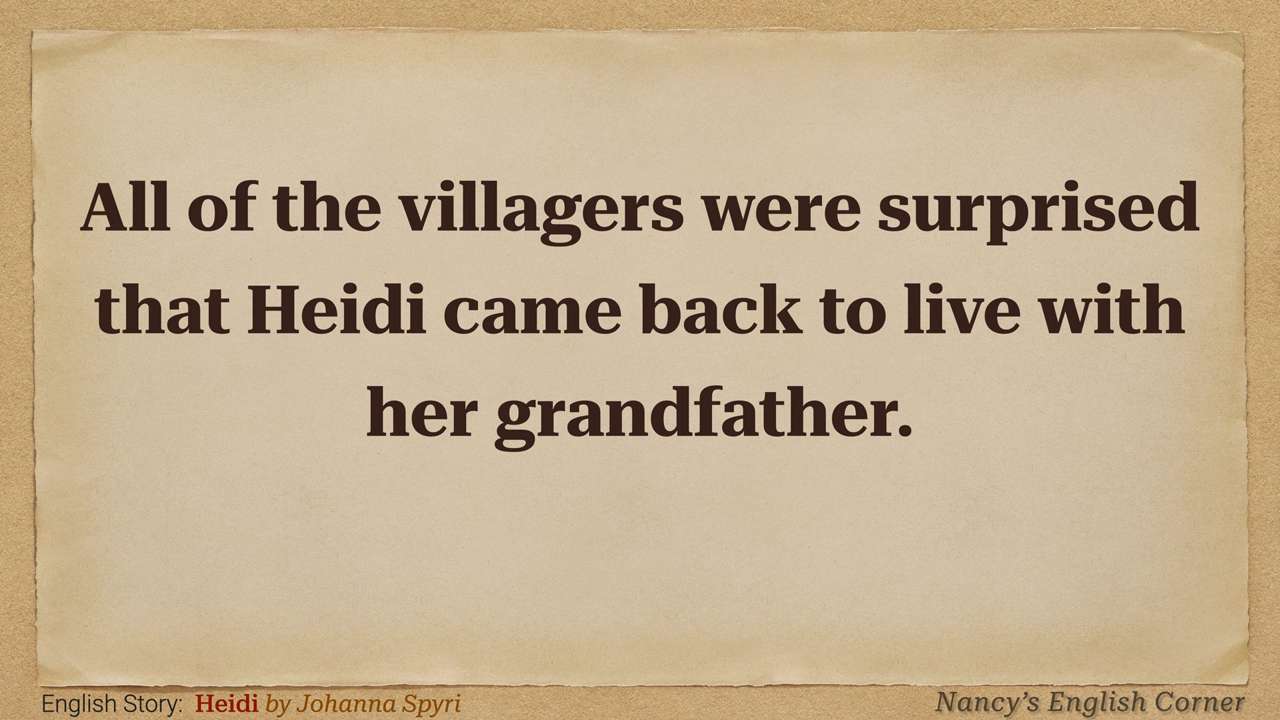 All of the villagers were surprised
that Heidi came back to live with
her grandfather.
English Story: Heidi by Johanna Spyri
Nancy’s English Corner